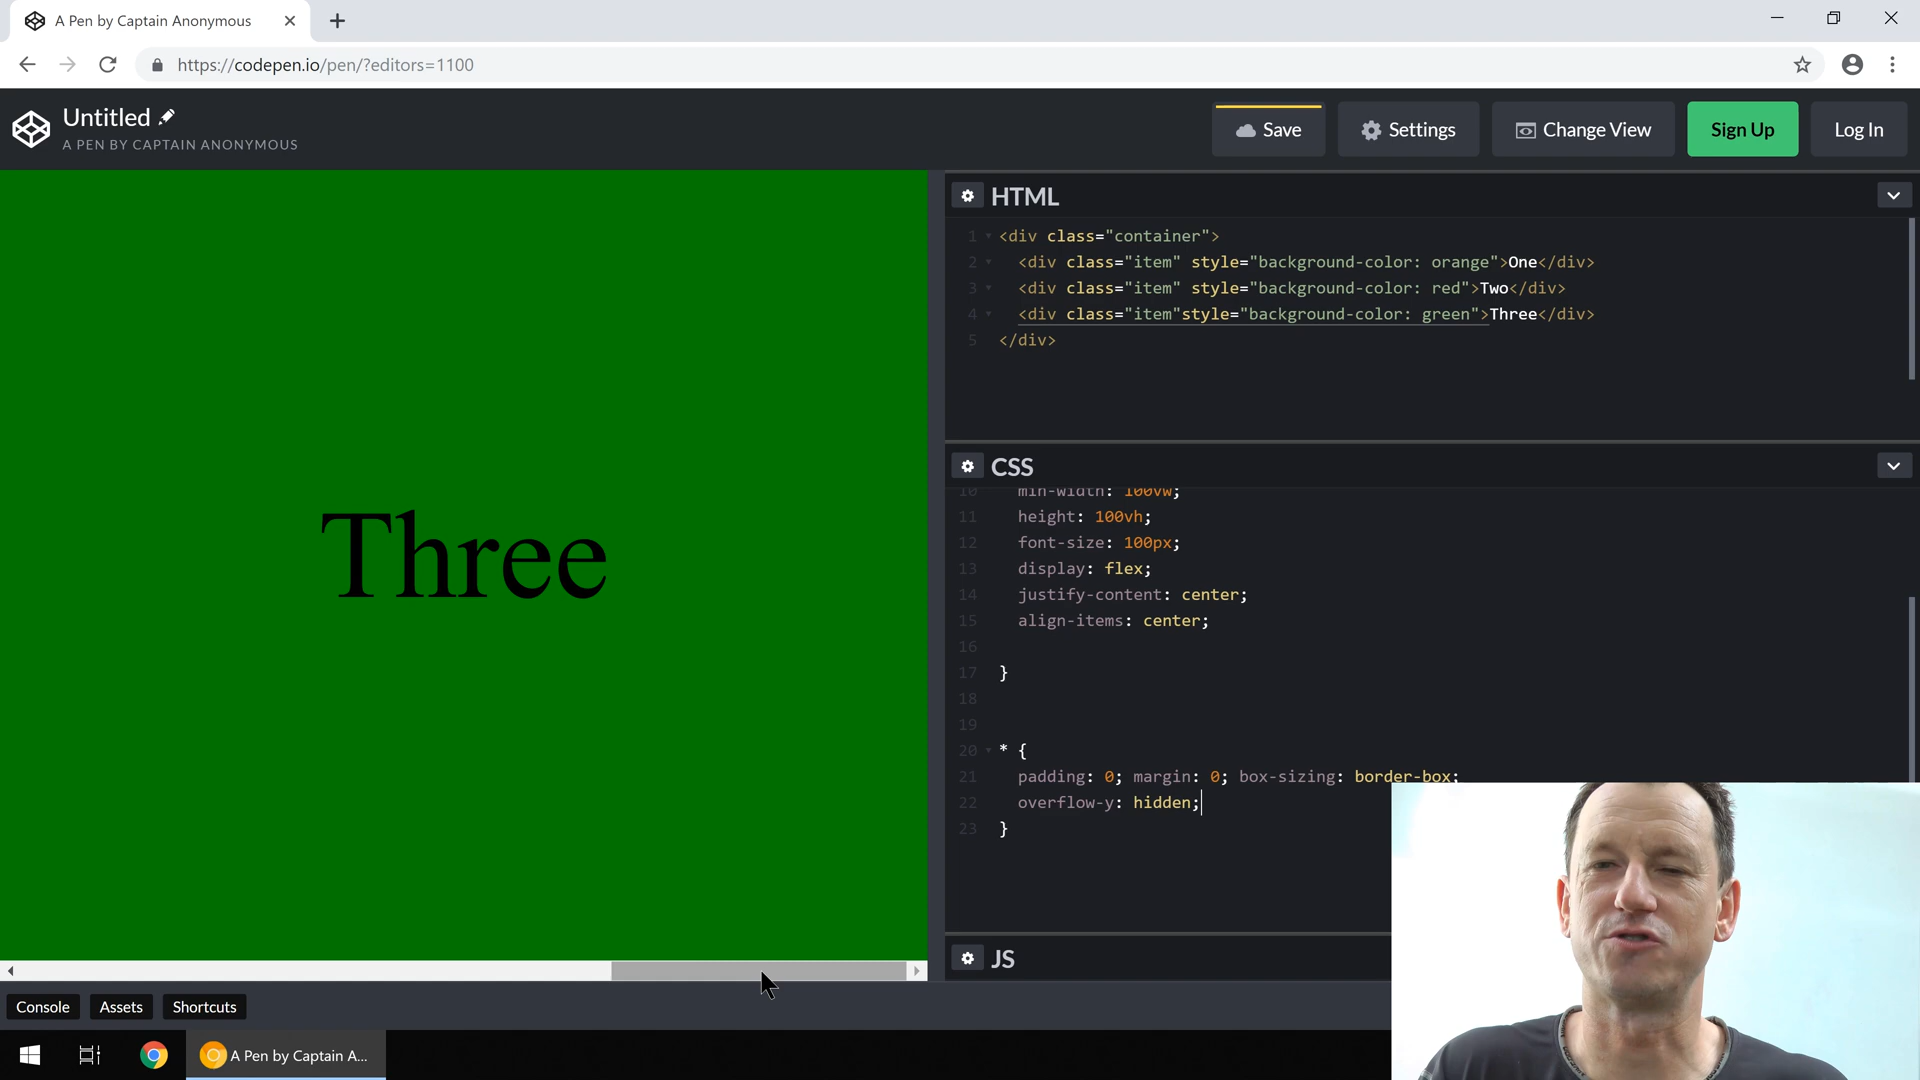 A Pen by Captain Anonymous
https://codepen.io/pen/?editors=1100
Untitled
A PEN BY CAPTAIN ANONYMOUS
Save
Settings
Change View
Sign Up
Log In
Three
HTML
1 <div class="container">
2 <div class="item" style="background-color: orange">One</div>
3 <div class="item" style="background-color: red">Two</div>
4 <div class="item"style="background-color: green">Three</div>
5 </div>
CSS
10 min-width: 100vw;
11 height: 100vh;
12 font-size: 100px;
13 display: flex;
14 justify-content: center;
15 align-items: center;
16
17 }
18
19
20 * {
21 padding: 0; margin: 0; box-sizing: border-box;
22 overflow-y: hidden;
23 }
JS
Console
Assets
Shortcuts
A Pen by Captain A...